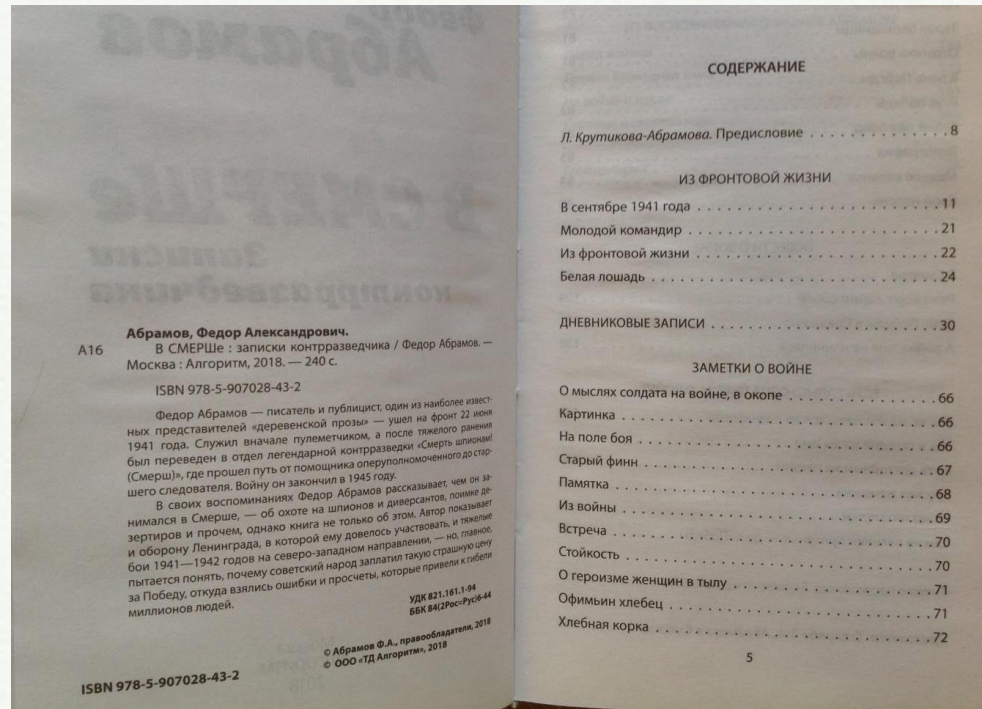 Абрамов, Федор Александрович.
А16
В СМЕРШе : записки контрразведчика / Федор Абрамов. —
Москва : Алгоритм, 2018. — 240 с.
ISBN 978-5-907028-43-2
Федор Абрамов — писатель и публицист, один из наиболее извест-
ных представителей «деревенской прозы» — ушел на фронт 22 июня
1941 года. Служил вначале пулеметчиком, а после тяжелого ранения
был переведен в отдел легендарной контрразведки «Смерть шпионам!
(Смерш)», где прошел путь от помощника оперуполномоченного до стар-
шего следователя. Войну он закончил в 1945 году.
В своих воспоминаниях Федор Абрамов рассказывает, чем он за-
нимался в Смерше, — об охоте на шпионов и диверсантов, поимке де-
зертиров и прочем, однако книга не только об этом. Автор показывает
и оборону Ленинграда, в которой ему довелось участвовать, и тяжелые
бои 1941—1942 годов на северо-западном направлении, — но, главное,
пытается понять, почему советский народ заплатил такую страшную цену
за Победу, откуда взялись ошибки и просчеты, которые привели к гибели
миллионов людей.
УДК 821.161.1-94
ББК 84(2Рос=Рус)6-44
© Абрамов Ф.А., правообладатели, 2018
© ООО «ТД Алгоритм», 2018
ISBN 978-5-907028-43-2
СОДЕРЖАНИЕ
Л. Крутикова-Абрамова. Предисловие . . . . . . . . . . . . . . 8
ИЗ ФРОНТОВОЙ ЖИЗНИ
В сентябре 1941 года . . . . . . . . . . . . . . . . . . . . . . . . . 11
Молодой командир . . . . . . . . . . . . . . . . . . . . . . . . . . 21
Из фронтовой жизни . . . . . . . . . . . . . . . . . . . . . . . . . 22
Белая лошадь . . . . . . . . . . . . . . . . . . . . . . . . . . . . . . 24
ДНЕВНИКОВЫЕ ЗАПИСИ . . . . . . . . . . . . . . . . . . . . . . . 30
ЗАМЕТКИ О ВОЙНЕ
О мыслях солдата на войне, в окопе . . . . . . . . . . . . . . . 66
Картинка . . . . . . . . . . . . . . . . . . . . . . . . . . . . . . . . . 66
На поле боя . . . . . . . . . . . . . . . . . . . . . . . . . . . . . . . 66
Старый финн . . . . . . . . . . . . . . . . . . . . . . . . . . . . . . 67
Памятка . . . . . . . . . . . . . . . . . . . . . . . . . . . . . . . . . . 68
Из войны . . . . . . . . . . . . . . . . . . . . . . . . . . . . . . . . . 69
Встреча . . . . . . . . . . . . . . . . . . . . . . . . . . . . . . . . . . 70
Стойкость . . . . . . . . . . . . . . . . . . . . . . . . . . . . . . . . 70
О героизме женщин в тылу . . . . . . . . . . . . . . . . . . . . . 71
Офимьин хлебец . . . . . . . . . . . . . . . . . . . . . . . . . . . . 71
Хлебная корка . . . . . . . . . . . . . . . . . . . . . . . . . . . . . 72
5